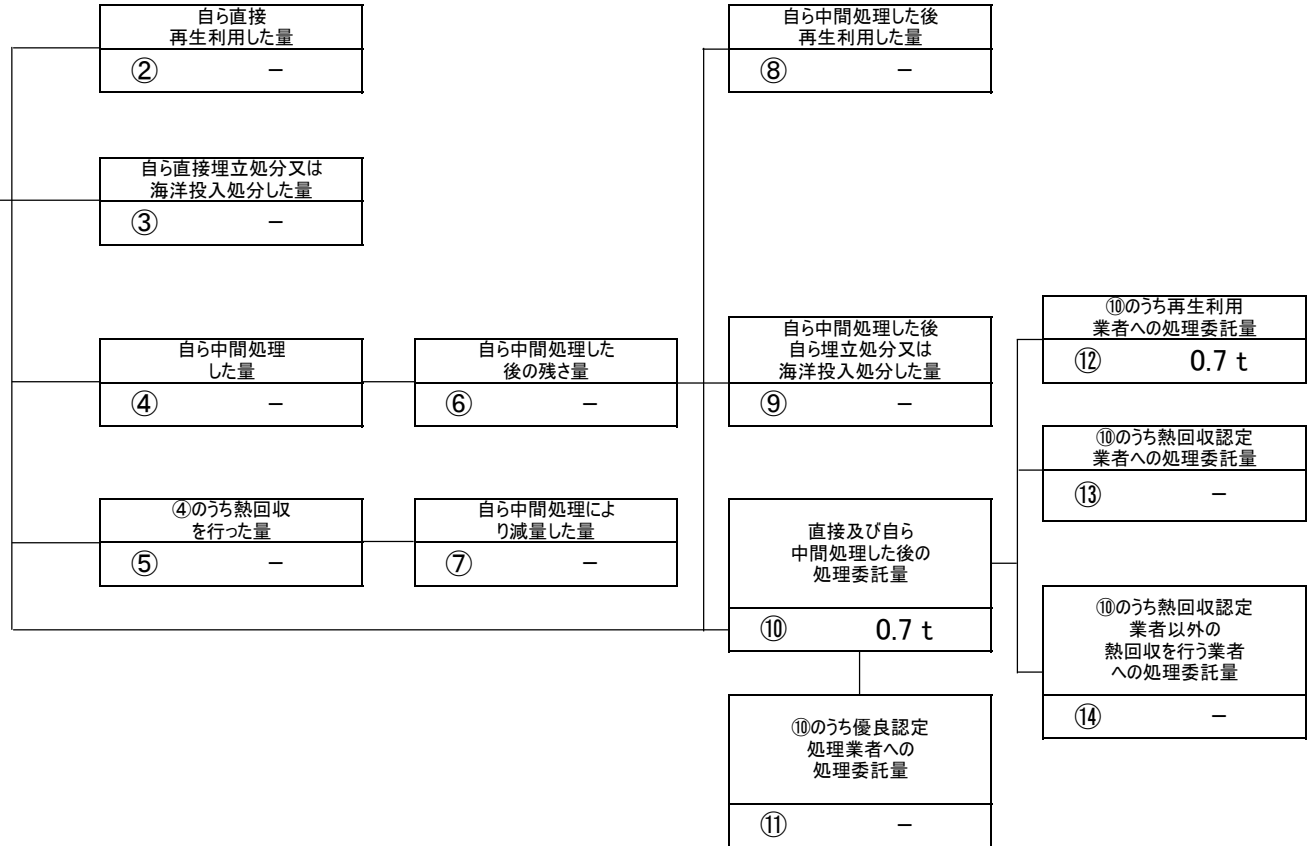 自ら直接
再生利用した量
② −
自ら中間処理した後
再生利用した量
⑧ −
自ら直接埋立処分又は
海洋投入処分した量
③ −
自ら中間処理
した量
④ −
自ら中間処理した
後の残さ量
⑥ −
自ら中間処理した後
自ら埋立処分又は
海洋投入処分した量
⑨ −
⑩のうち再生利用
業者への処理委託量
⑫ 0.7 t
⑩のうち熱回収認定
業者への処理委託量
⑬ −
④のうち熱回収
を行った量
⑤ −
自ら中間処理によ
り減量した量
⑦ −
直接及び自ら
中間処理した後の
処理委託量
⑩ 0.7 t
⑩のうち熱回収認定
業者以外の
熱回収を行う業者
への処理委託量
⑭ −
⑩のうち優良認定
処理業者への
処理委託量
⑪ −